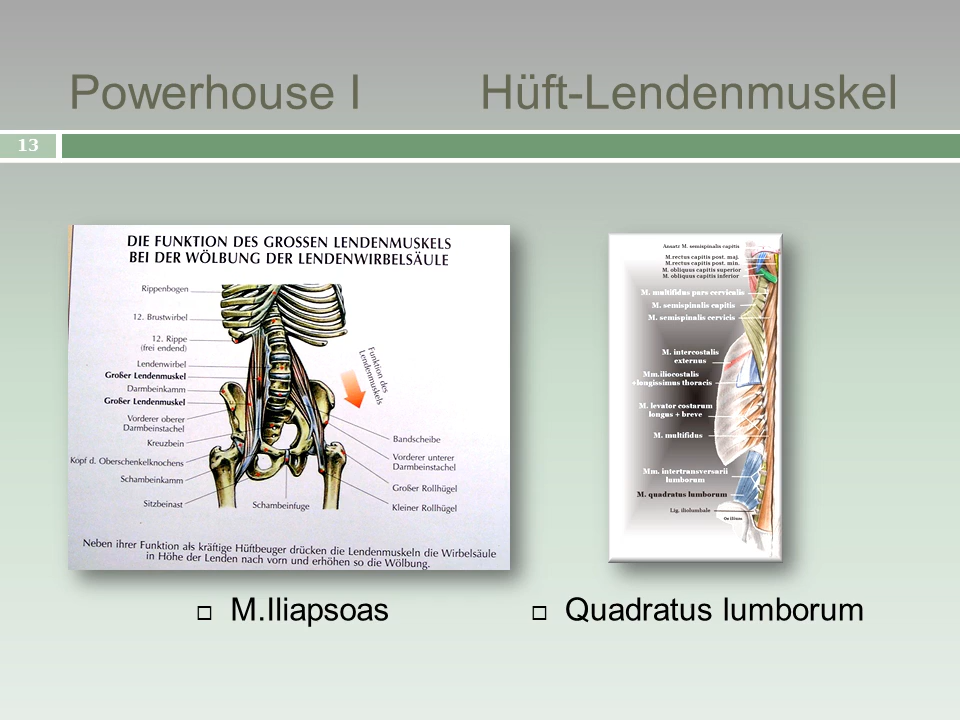 Powerhouse I Hüft-Lendenmuskel
13
DIE FUNKTION DES GROSSEN LENDENMUSKELS
BEI DER WÖLBUNG DER LENDENWIRBELSÄULE
Rippenbogen
12. Brustwirbel
12. Rippe
(frei endend)
Lendenwirbel
Großer Lendenmuskel
Darmbeinkamm
Großer Lendenmuskel
Vorderer oberer
Darmbeinstachel
Kreuzbein
Kopf d. Oberschenkelknochens
Schambeinkamm
Sitzbeinast
Schambeinfuge
Funktion des
Lendenmuskels
Bandscheibe
Vorderer unterer
Darmbeinstachel
Großer Rollhügel
Kleiner Rollhügel
Neben ihrer Funktion als kräftige Hüftbeuger drücken die Lendenmuskeln die Wirbelsäule
in Höhe der Lenden nach vorn und erhöhen so die Wölbung.
Ansatz M. semispinalis capitis
M.rectus capitis post. maj.
M.rectus capitis post. min.
M. obliquus capitis superior
M. obliquus capitis inferior
M. multifidus pars cervicalis
M. semispinalis capitis
M. semispinalis cervicis
M. intercostalis
externus
Mm.iliocostalis
+longissimus thoracis
M. levator costarum
longus + breve
M. multifidus
Mm. intertransversarii
lumborum
M. quadratus lumborum
Lig. iliolumbale
Os Ilium
M.Iliapsoas
Quadratus lumborum